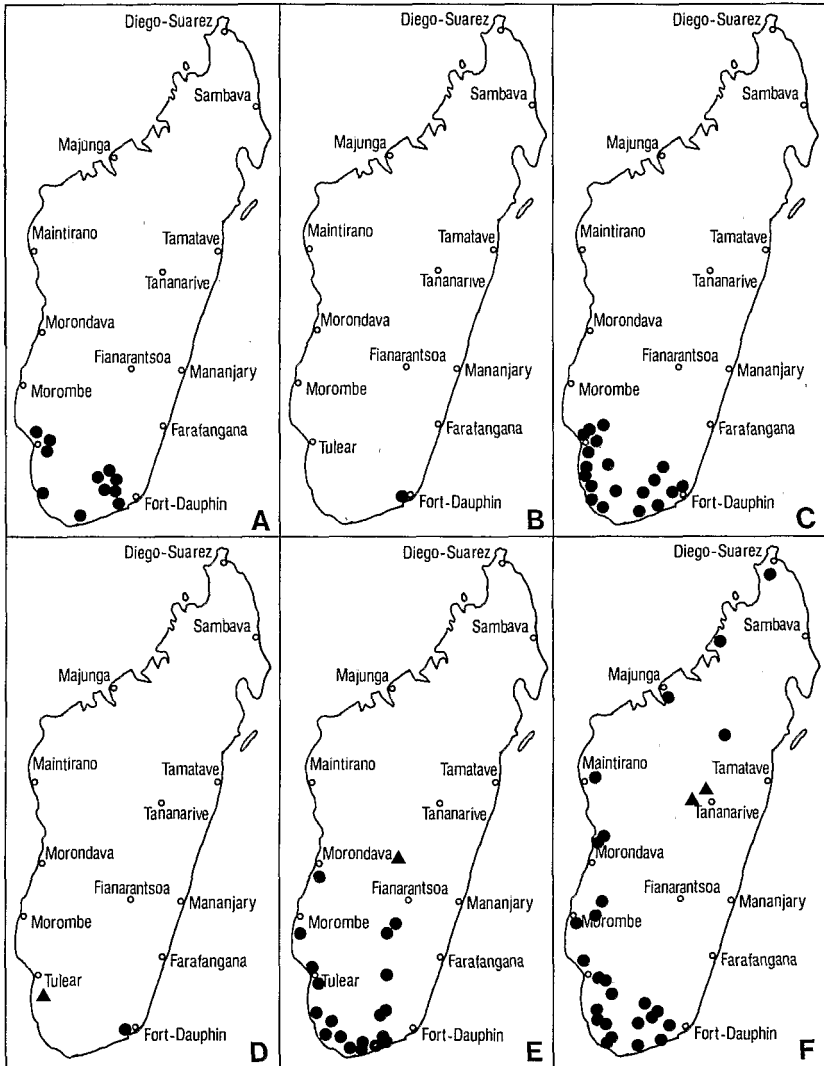 Diego-Suarez
Sambava
Majunga
Maintirano
Tamatave
Tananarive
Morondava
Fianarantsoa
Mananjary
Morombe
Farafangana
Fort-Dauphin
A
Diego-Suarez
Sambava
Majunga
Maintirano
Tamatave
Tananarive
Morondava
Fianarantsoa
Mananjary
Morombe
Farafangana
Tulear
Fort-Dauphin
B
Diego-Suarez
Sambava
Majunga
Maintirano
Tamatave
Tananarive
Morondava
Fianarantsoa
Mananjary
Morombe
Farafangana
Fort-Dauphin
C
Diego-Suarez
Sambava
Majunga
Maintirano
Tamatave
Tananarive
Morondava
Fianarantsoa
Mananjary
Morombe
Farafangana
Tulear
Fort-Dauphin
D
Diego-Suarez
Sambava
Majunga
Maintirano
Tamatave
Tananarive
Morondava
Fianarantsoa
Mananjary
Morombe
Farafangana
Tulear
Fort-Dauphin
E
Diego-Suarez
Sambava
Majunga
Maintirano
Tamatave
Tananarive
Morondava
Fianarantsoa
Mananjary
Morombe
Farafangana
Fort-Dauphin
F